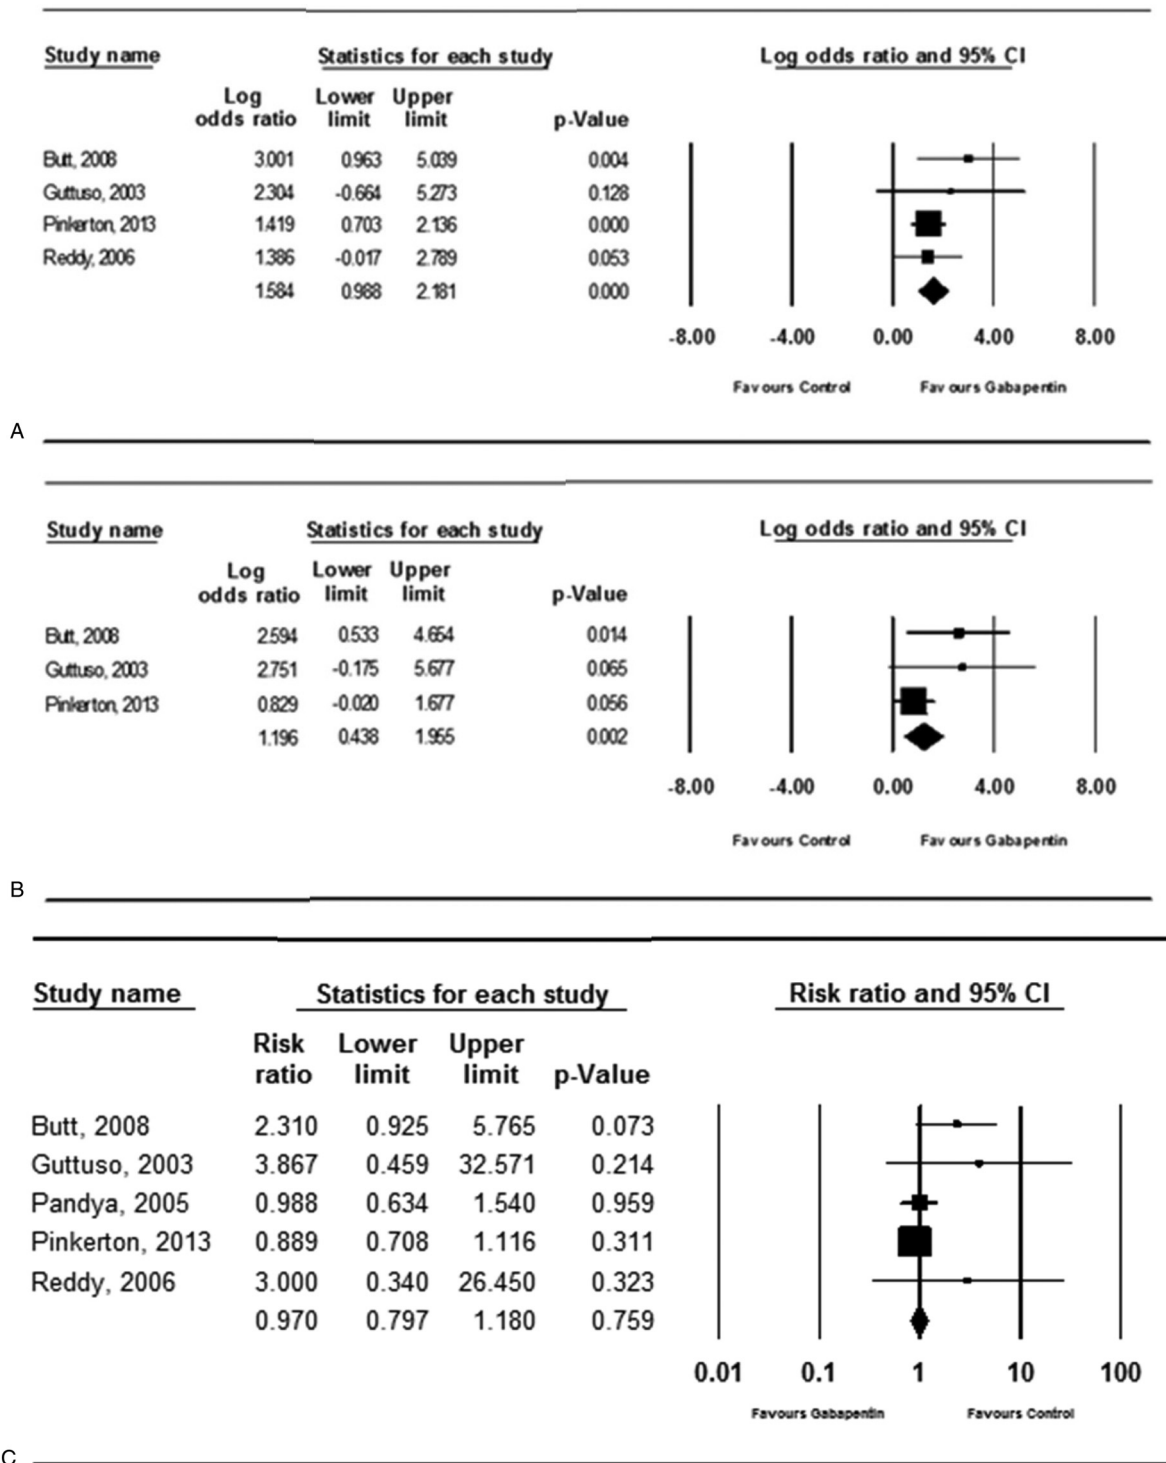 Study name Statistics for each study Log odds ratio and 95% CI
Log odds ratio Lower limit Upper limit p-Value
Butt, 2008 3.001 0.963 5.039 0.004
Guttuso, 2003 2.304 -0.664 5.273 0.128
Pinkerton, 2013 1.419 0.703 2.136 0.000
Reddy, 2006 1.386 -0.017 2.789 0.053
1.584 0.988 2.181 0.000
-8.00 -4.00 0.00 4.00 8.00
Favours Control Favours Gabapentin
A
Study name Statistics for each study Log odds ratio and 95% CI
Log odds ratio Lower limit Upper limit p-Value
Butt, 2008 2.594 0.533 4.654 0.014
Guttuso, 2003 2.751 -0.175 5.677 0.065
Pinkerton, 2013 0.829 -0.020 1.677 0.056
1.196 0.438 1.955 0.002
-8.00 -4.00 0.00 4.00 8.00
Favours Control Favours Gabapentin
B
Study name Statistics for each study Risk ratio and 95% CI
Risk ratio Lower limit Upper limit p-Value
Butt, 2008 2.310 0.925 5.765 0.073
Guttuso, 2003 3.867 0.459 32.571 0.214
Pandya, 2005 0.988 0.634 1.540 0.959
Pinkerton, 2013 0.889 0.708 1.116 0.311
Reddy, 2006 3.000 0.340 26.450 0.323
0.970 0.797 1.180 0.759
0.01 0.1 1 10 100
Favours Gabapentin Favours Control
C